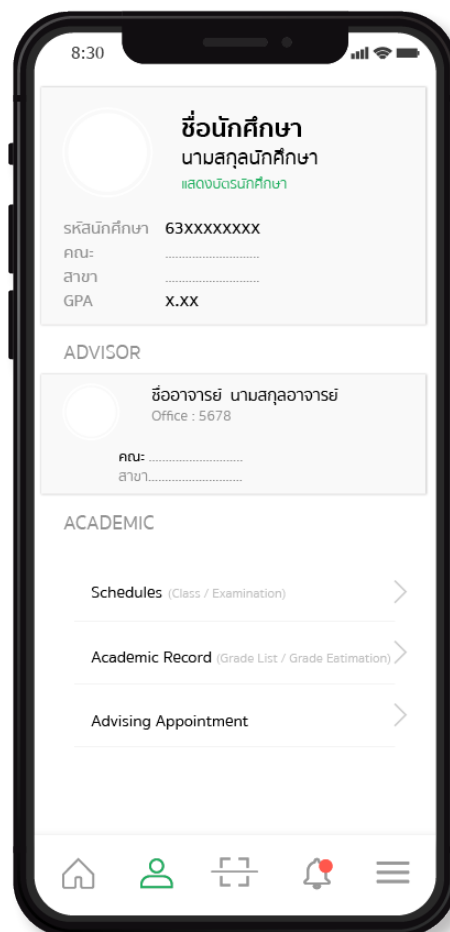 8:30
ชื่อนักศึกษา
นามสกุลนักศึกษา
แสดงบัตรนักศึกษา
รหัสนักศึกษา 63xxxxxxxx
คณะ ........................................
สาขา ........................................
GPA x.xx
ADVISOR
ชื่ออาจารย์ นามสกุลอาจารย์
Office : 5678
คณะ ........................................
สาขา........................................
ACADEMIC
Schedules (Class / Examination)
Academic Record (Grade List / Grade Eatimation)
Advising Appointment